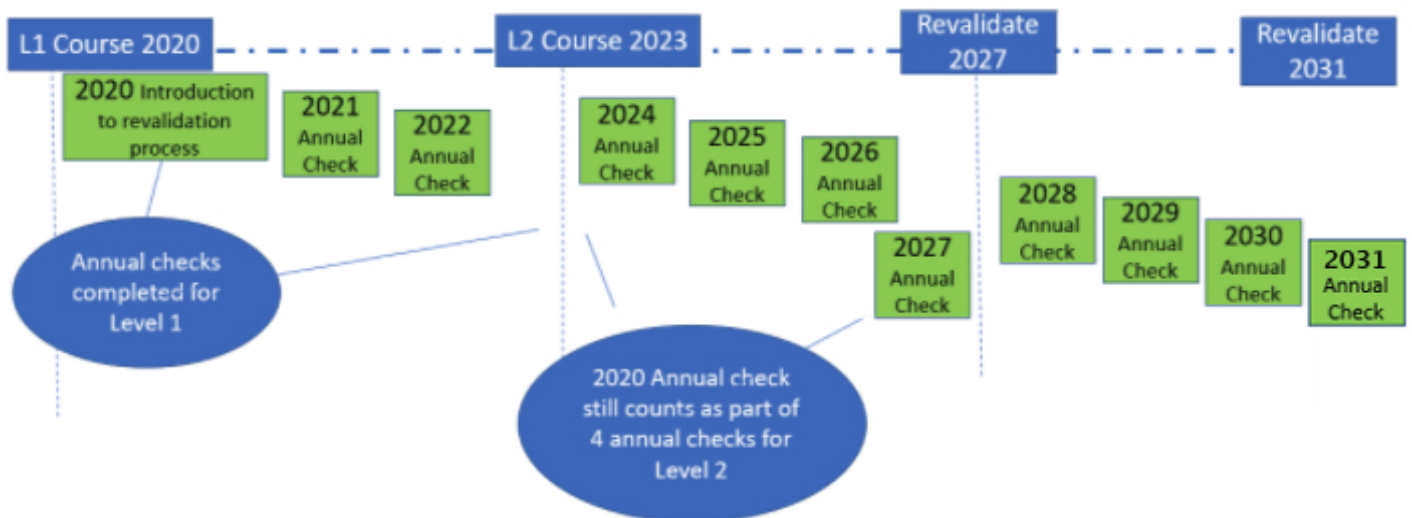 L1 Course 2020
L2 Course 2023
Revalidate
2027
Revalidate
2031
2020 Introduction
to revalidation
process
2021
Annual
Check
2022
Annual
Check
2024
Annual
Check
2025
Annual
Check
2026
Annual
Check
2027
Annual
Check
2028
Annual
Check
2029
Annual
Check
2030
Annual
Check
2031
Annual
Check
Annual checks
completed for
Level 1
2020 Annual check
still counts as part of
4 annual checks for
Level 2